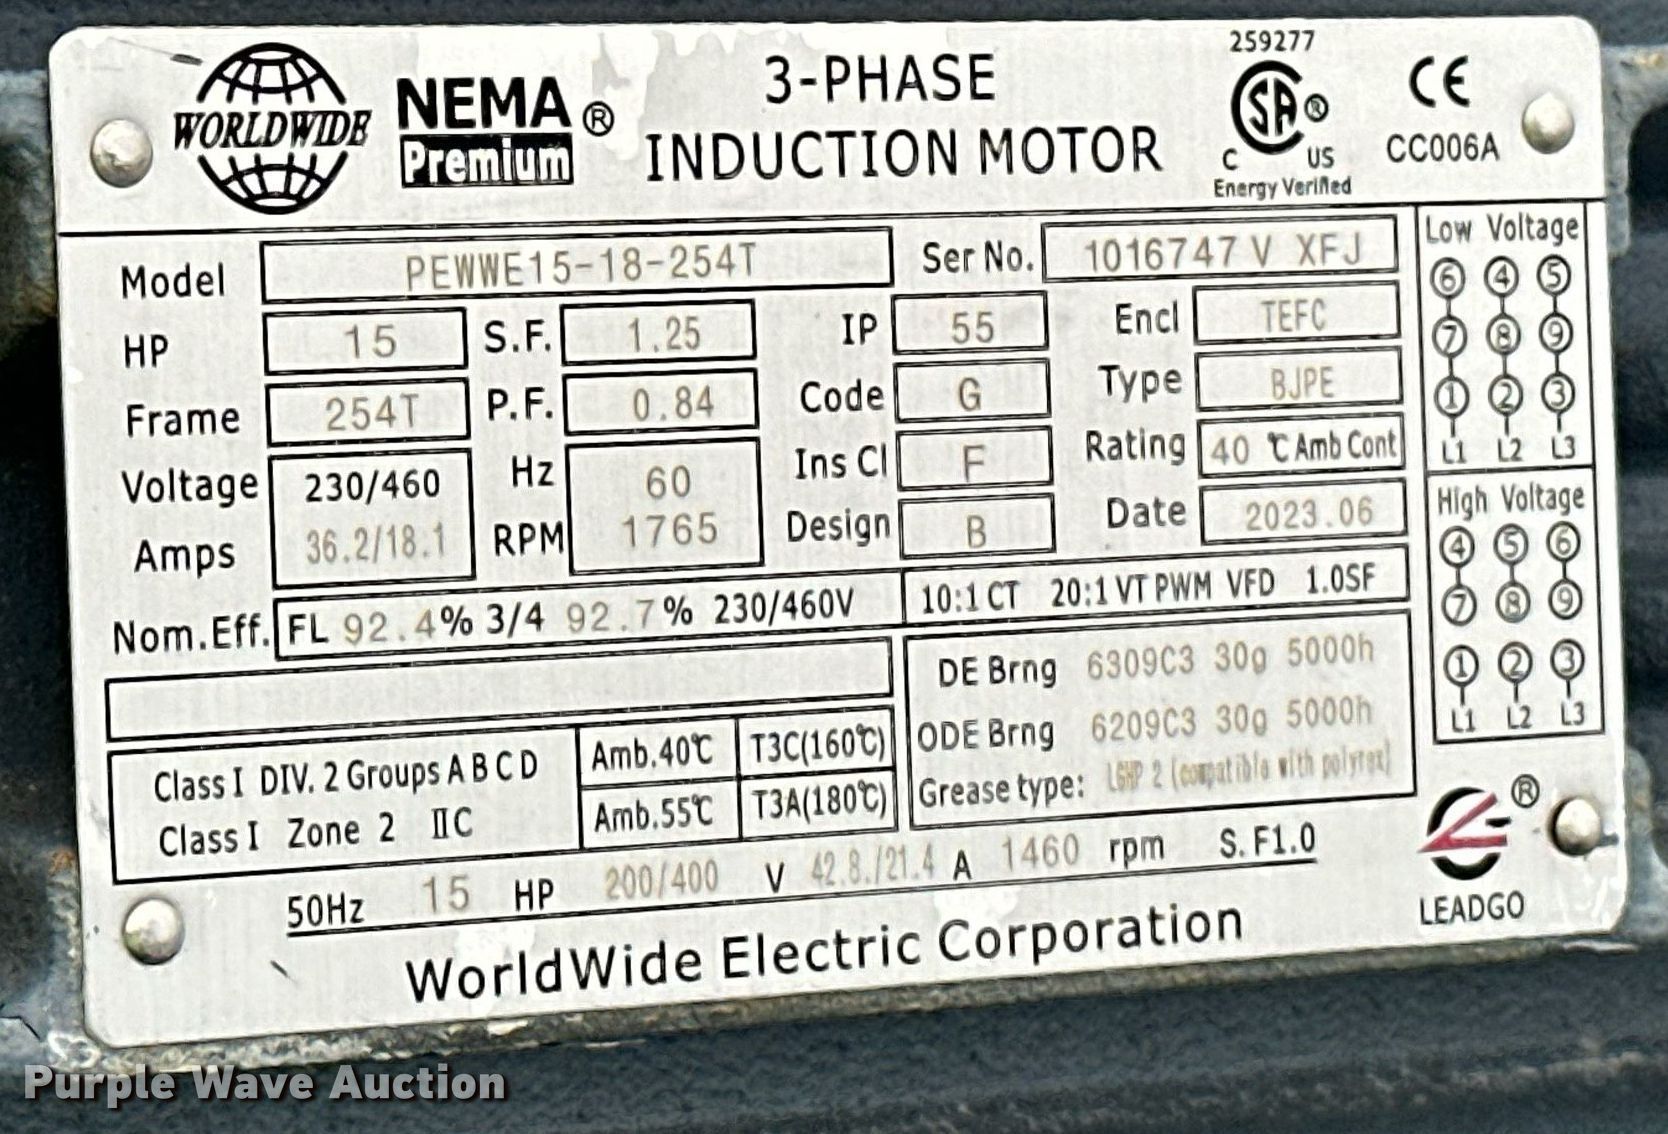 WORLDWIDE
NEMA
Premium ®
3-PHASE
INDUCTION MOTOR
259277
SA ®
C US
Energy Verified
CE
CC006A
Model PEWWE15-18-254T Ser No. 1016747 V XFJ
HP 15 S.F. 1.25 IP 55 Encl TEFC
Frame 254T P.F. 0.84 Code G Type BJPE
Voltage 230/460 Hz 60 Ins Cl F Rating 40 ℃ Amb Cont
Amps 36.2/18.1 RPM 1765 Design B Date 2023.06
Nom.Eff. FL 92.4% 3/4 92.7% 230/460V 10:1 CT 20:1 VT PWM VFD 1.0SF
DE Brng 6309C3 30g 5000h
ODE Brng 6209C3 30g 5000h
Grease type: LGHP 2 (compatible with polyrex)
Class I DIV. 2 Groups A B C D
Class I Zone 2 IIC
Amb.40℃ T3C(160℃)
Amb.55℃ T3A(180℃)
50Hz 15 HP 200/400 V 42.8./21.4 A 1460 rpm S.F1.0
WorldWide Electric Corporation
Low Voltage
⑥ ④ ⑤
⑦ ⑧ ⑨
① ② ③
L1 L2 L3
High Voltage
④ ⑤ ⑥
⑦ ⑧ ⑨
① ② ③
L1 L2 L3
®
LEADGO
Purple Wave Auction